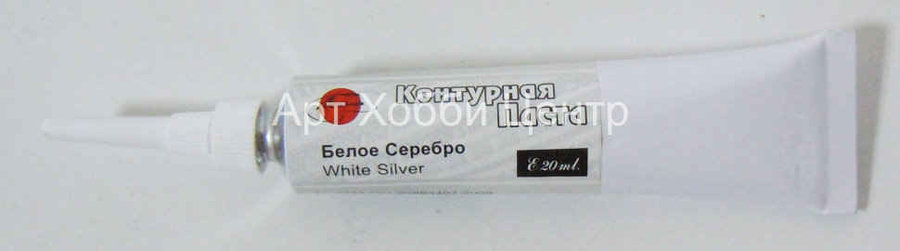 Контурная
Паста
Арт Хобби Центр
Белое Серебро
White Silver
E 20 ml.